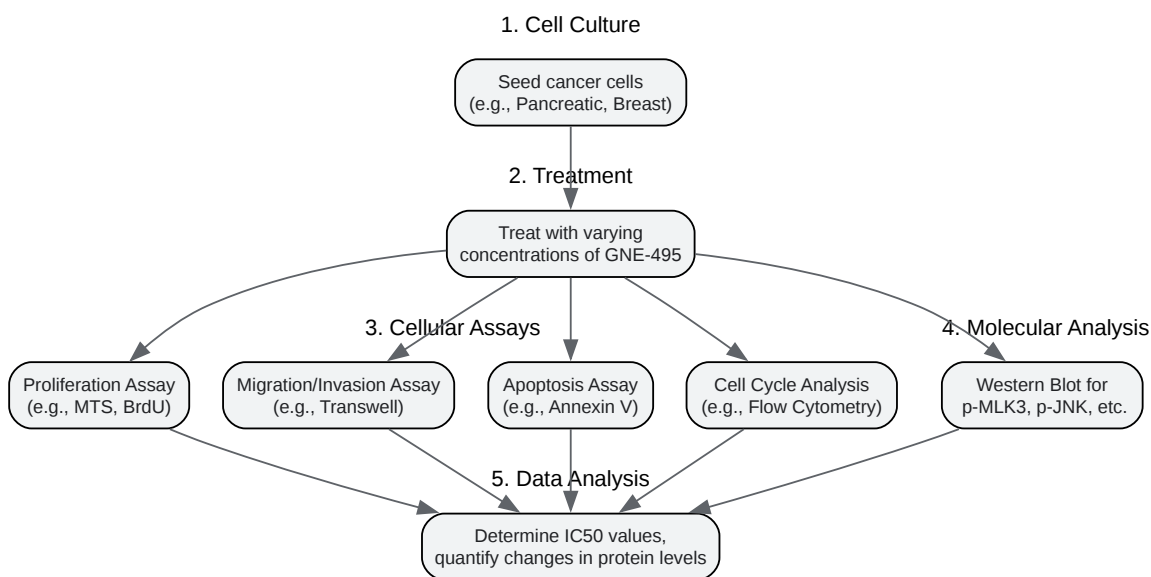 1. Cell Culture
Seed cancer cells
(e.g., Pancreatic, Breast)
2. Treatment
Treat with varying
concentrations of GNE-495
3. Cellular Assays
4. Molecular Analysis
Proliferation Assay
(e.g., MTS, BrdU)
Migration/Invasion Assay
(e.g., Transwell)
Apoptosis Assay
(e.g., Annexin V)
Cell Cycle Analysis
(e.g., Flow Cytometry)
Western Blot for
p-MLK3, p-JNK, etc.
5. Data Analysis
Determine IC50 values,
quantify changes in protein levels